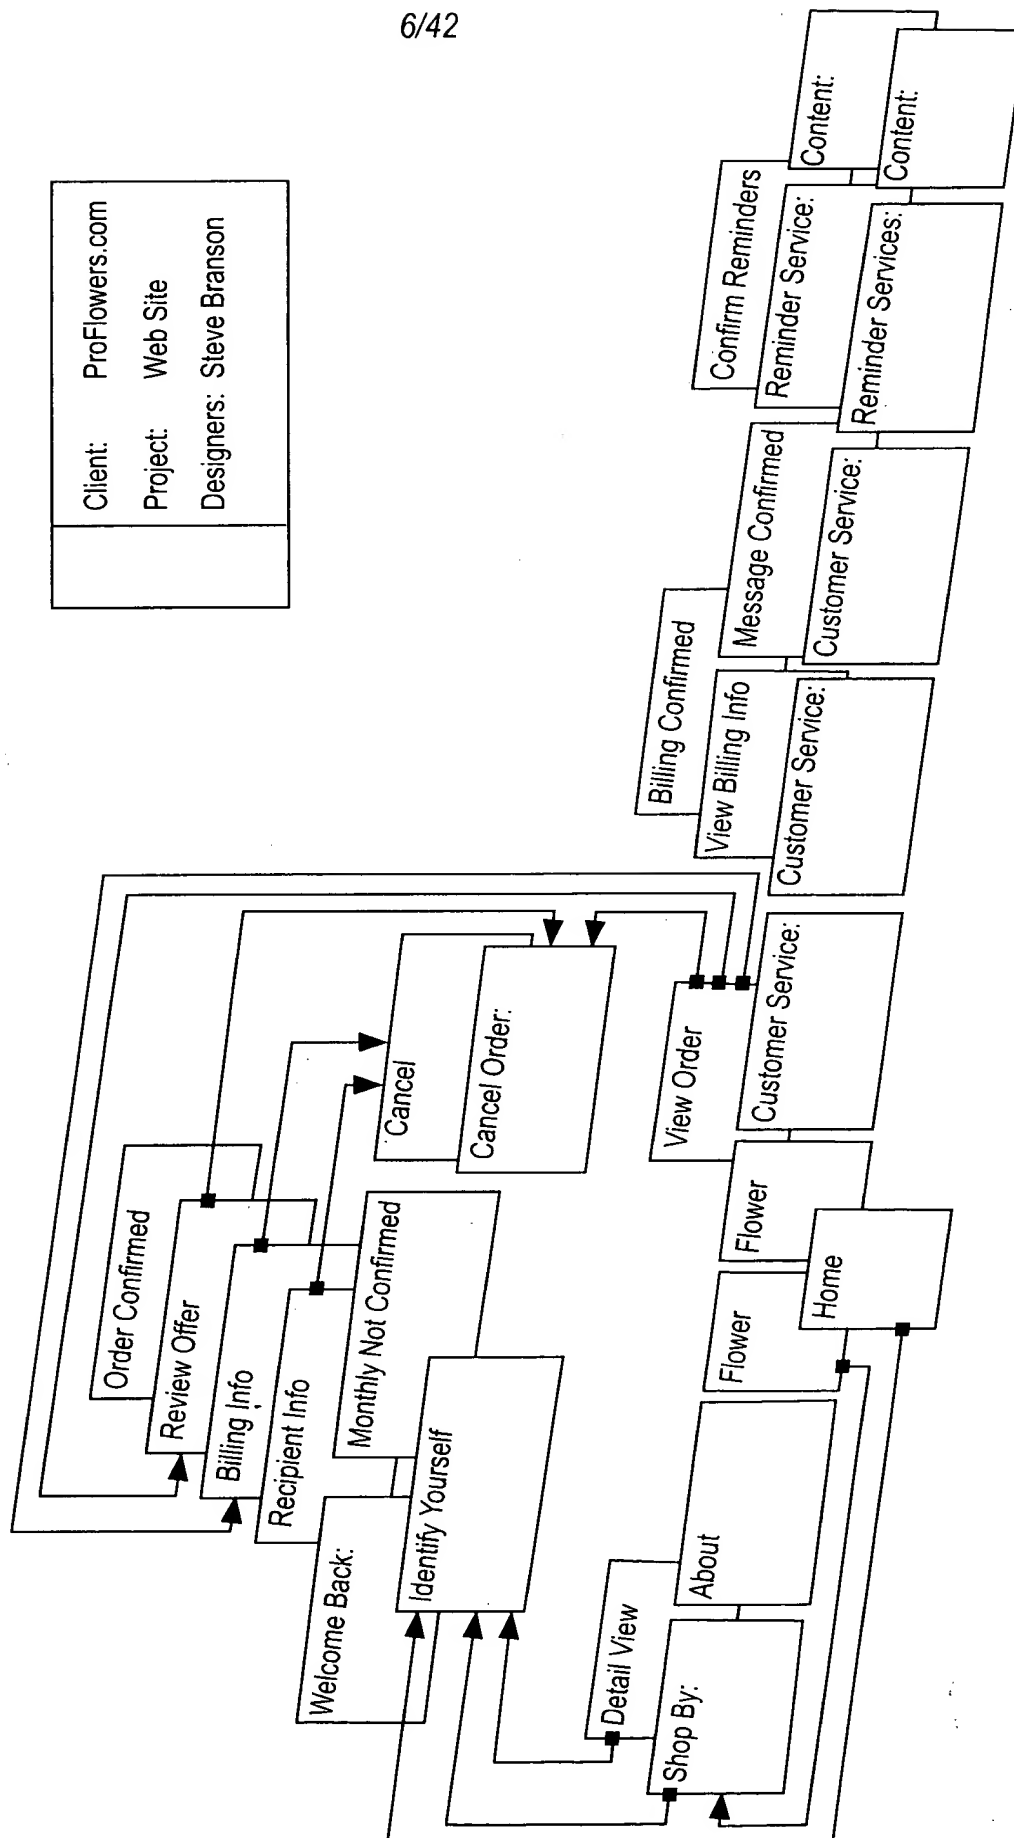 6/42
Client: ProFlowers.com
Project: Web Site
Designers: Steve Branson
Order Confirmed
Review Offer
Billing Info
Recipient Info
Monthly Not Confirmed
Welcome Back:
Identify Yourself
Cancel
Cancel Order:
Detail View
Shop By:
About
Flower
Home
Flower
View Order
Customer Service:
Billing Confirmed
View Billing Info
Customer Service:
Message Confirmed
Customer Service:
Confirm Reminders
Reminder Service:
Reminder Services:
Content:
Content: